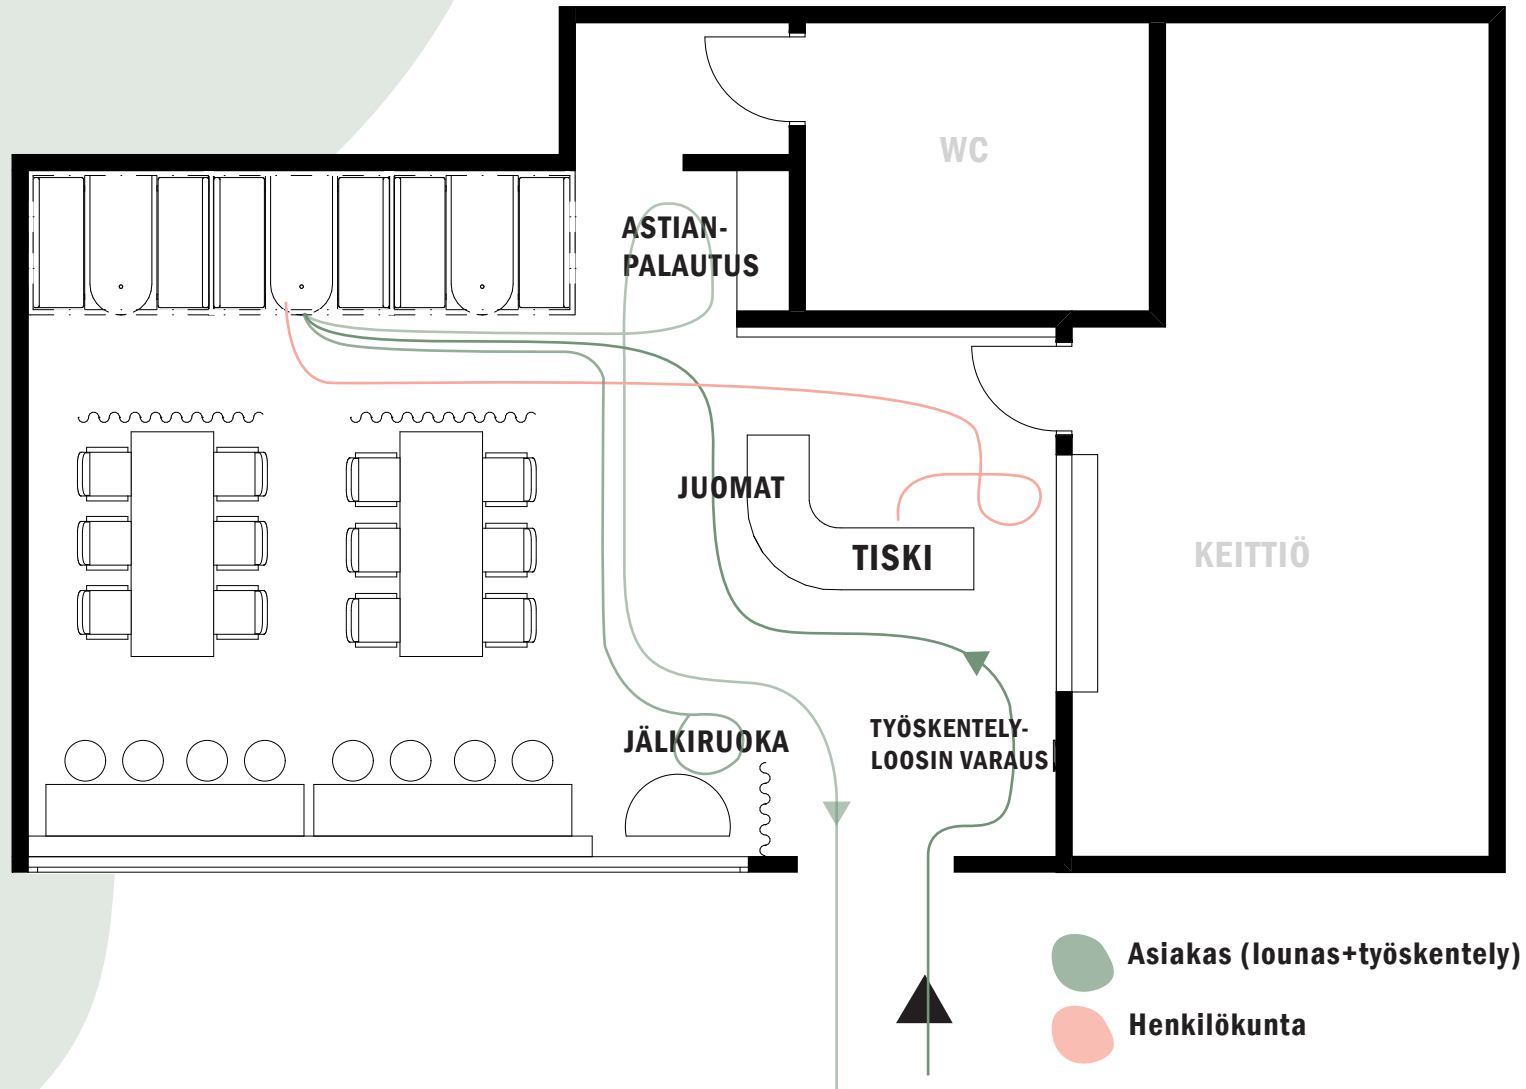 WC
ASTIAN-
PALAUTUS
JUOMAT
TISKI
KEITTIÖ
JÄLKIRUOKA
TYÖSKENTELY-
LOOSIN VARAUS
Asiakas (lounas+työskentely)
Henkilökunta